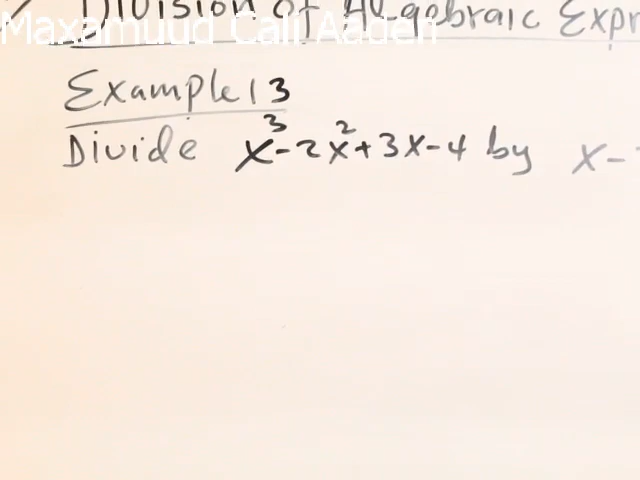 Division of Algebraic Expr
Maxamuud Cali Aaden
Example 13
Divide x³-2x²+3x-4 by x-